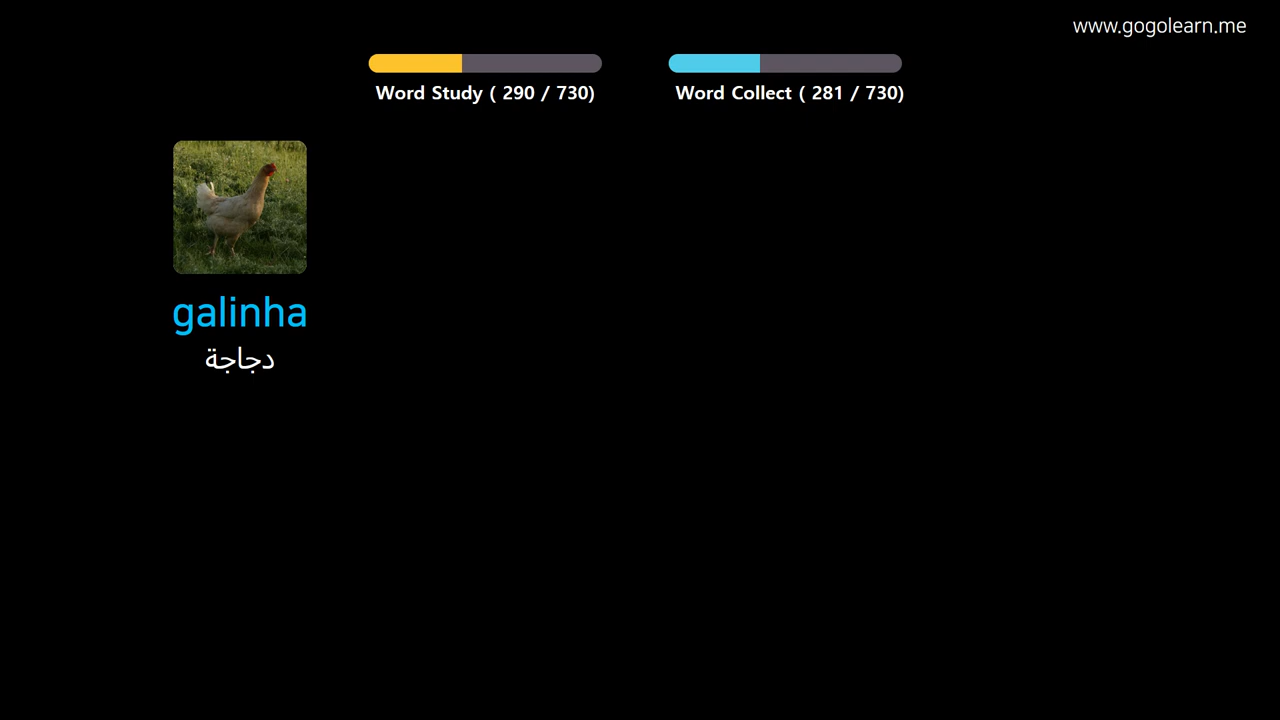 www.gogolearn.me
Word Study ( 290 / 730)
Word Collect ( 281 / 730)
galinha
دجاجة